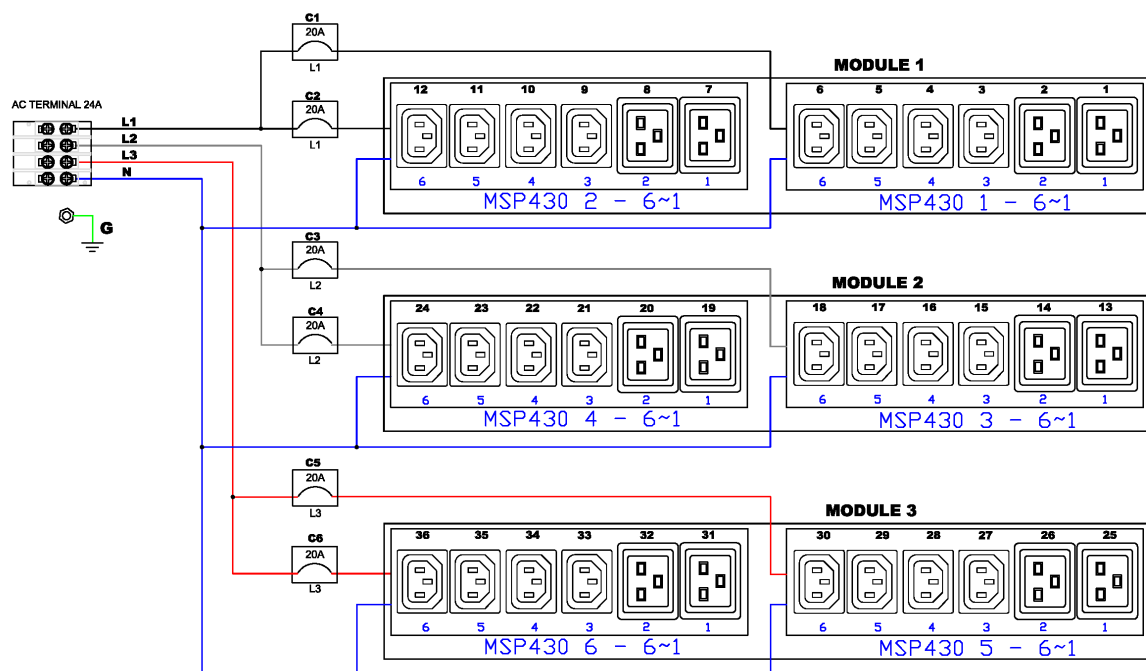 C1
20A
L1
MODULE 1
12 11 10 9 8 7
6 5 4 3 2 1
AC TERMINAL 24A
C2
20A
L1
L1
L2
L3
N
6 5 4 3 2 1
6 5 4 3 2 1
MSP430 2 - 6~1
MSP430 1 - 6~1
G
C3
20A
L2
MODULE 2
24 23 22 21 20 19
18 17 16 15 14 13
C4
20A
L2
6 5 4 3 2 1
6 5 4 3 2 1
MSP430 4 - 6~1
MSP430 3 - 6~1
C5
20A
L3
MODULE 3
36 35 34 33 32 31
30 29 28 27 26 25
C6
20A
L3
6 5 4 3 2 1
6 5 4 3 2 1
MSP430 6 - 6~1
MSP430 5 - 6~1